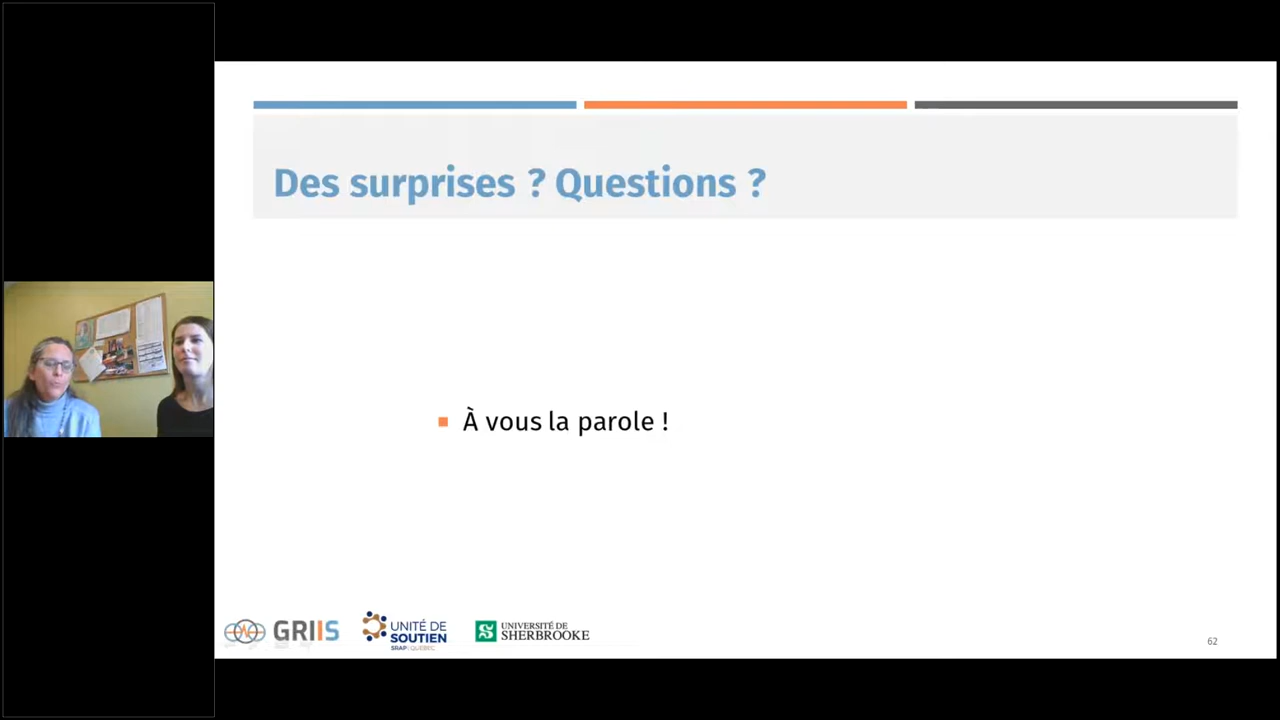 Des surprises ? Questions ?
À vous la parole !
GRIIS
UNITÉ DE
SOUTIEN
SRAP | QUÉBEC
UNIVERSITÉ DE
SHERBROOKE
62